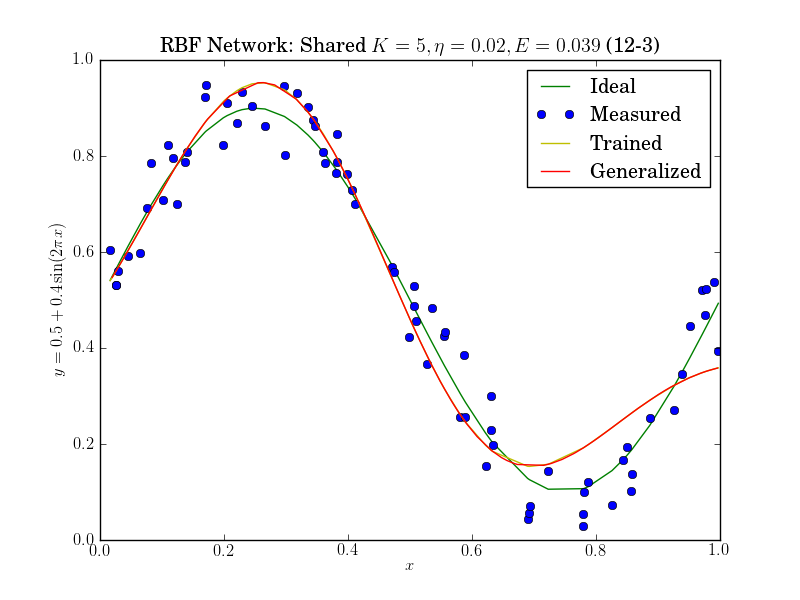 RBF Network: Shared K = 5, η = 0.02, E = 0.039 (12-3)
Ideal
Measured
Trained
Generalized
y = 0.5 + 0.4 sin(2πx)
1.0
0.8
0.6
0.4
0.2
0.0
0.0 0.2 0.4 0.6 0.8 1.0
x